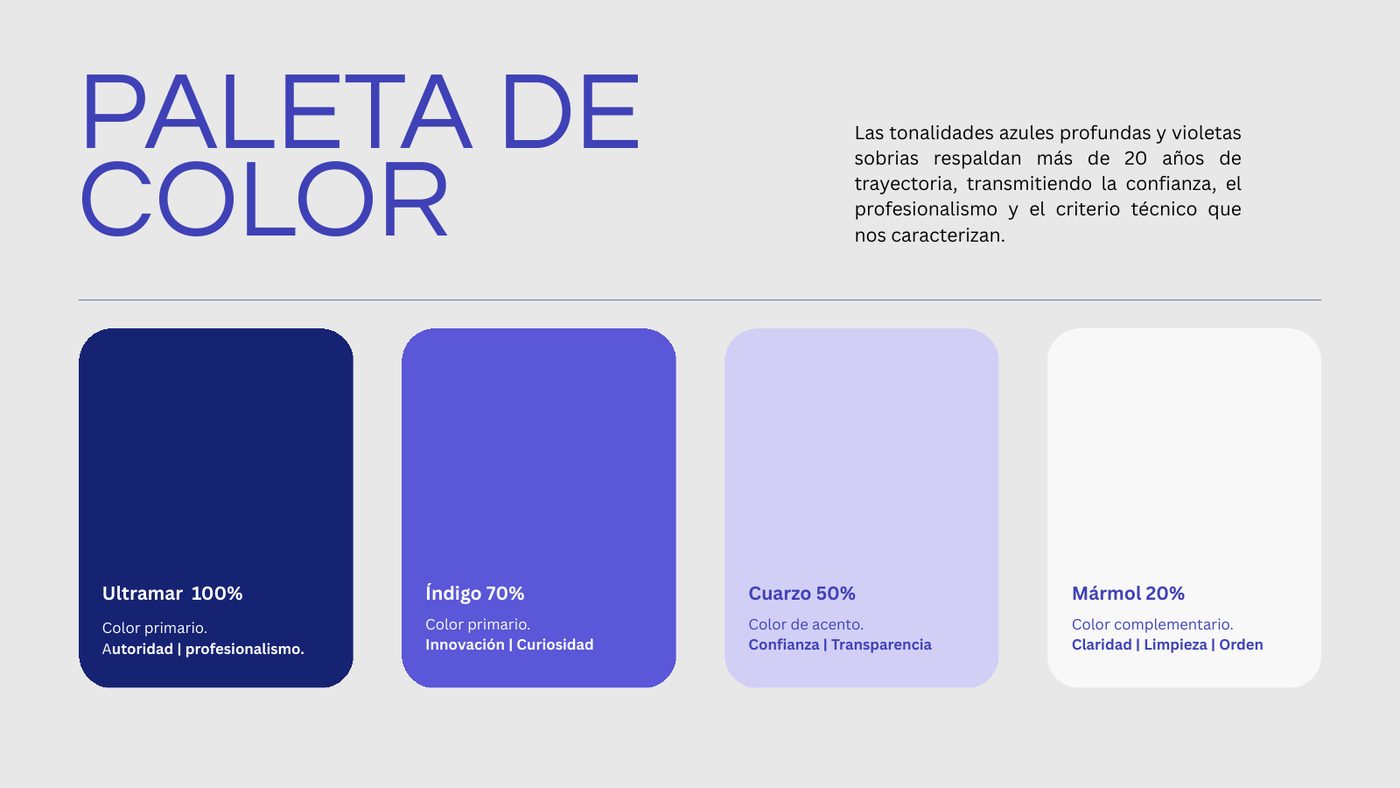 PALETA DE
COLOR
Las tonalidades azules profundas y violetas
sobrias respaldan más de 20 años de
trayectoria, transmitiendo la confianza, el
profesionalismo y el criterio técnico que
nos caracterizan.
Ultramar 100%
Color primario.
Autoridad | profesionalismo.
Índigo 70%
Color primario.
Innovación | Curiosidad
Cuarzo 50%
Color de acento.
Confianza | Transparencia
Mármol 20%
Color complementario.
Claridad | Limpieza | Orden